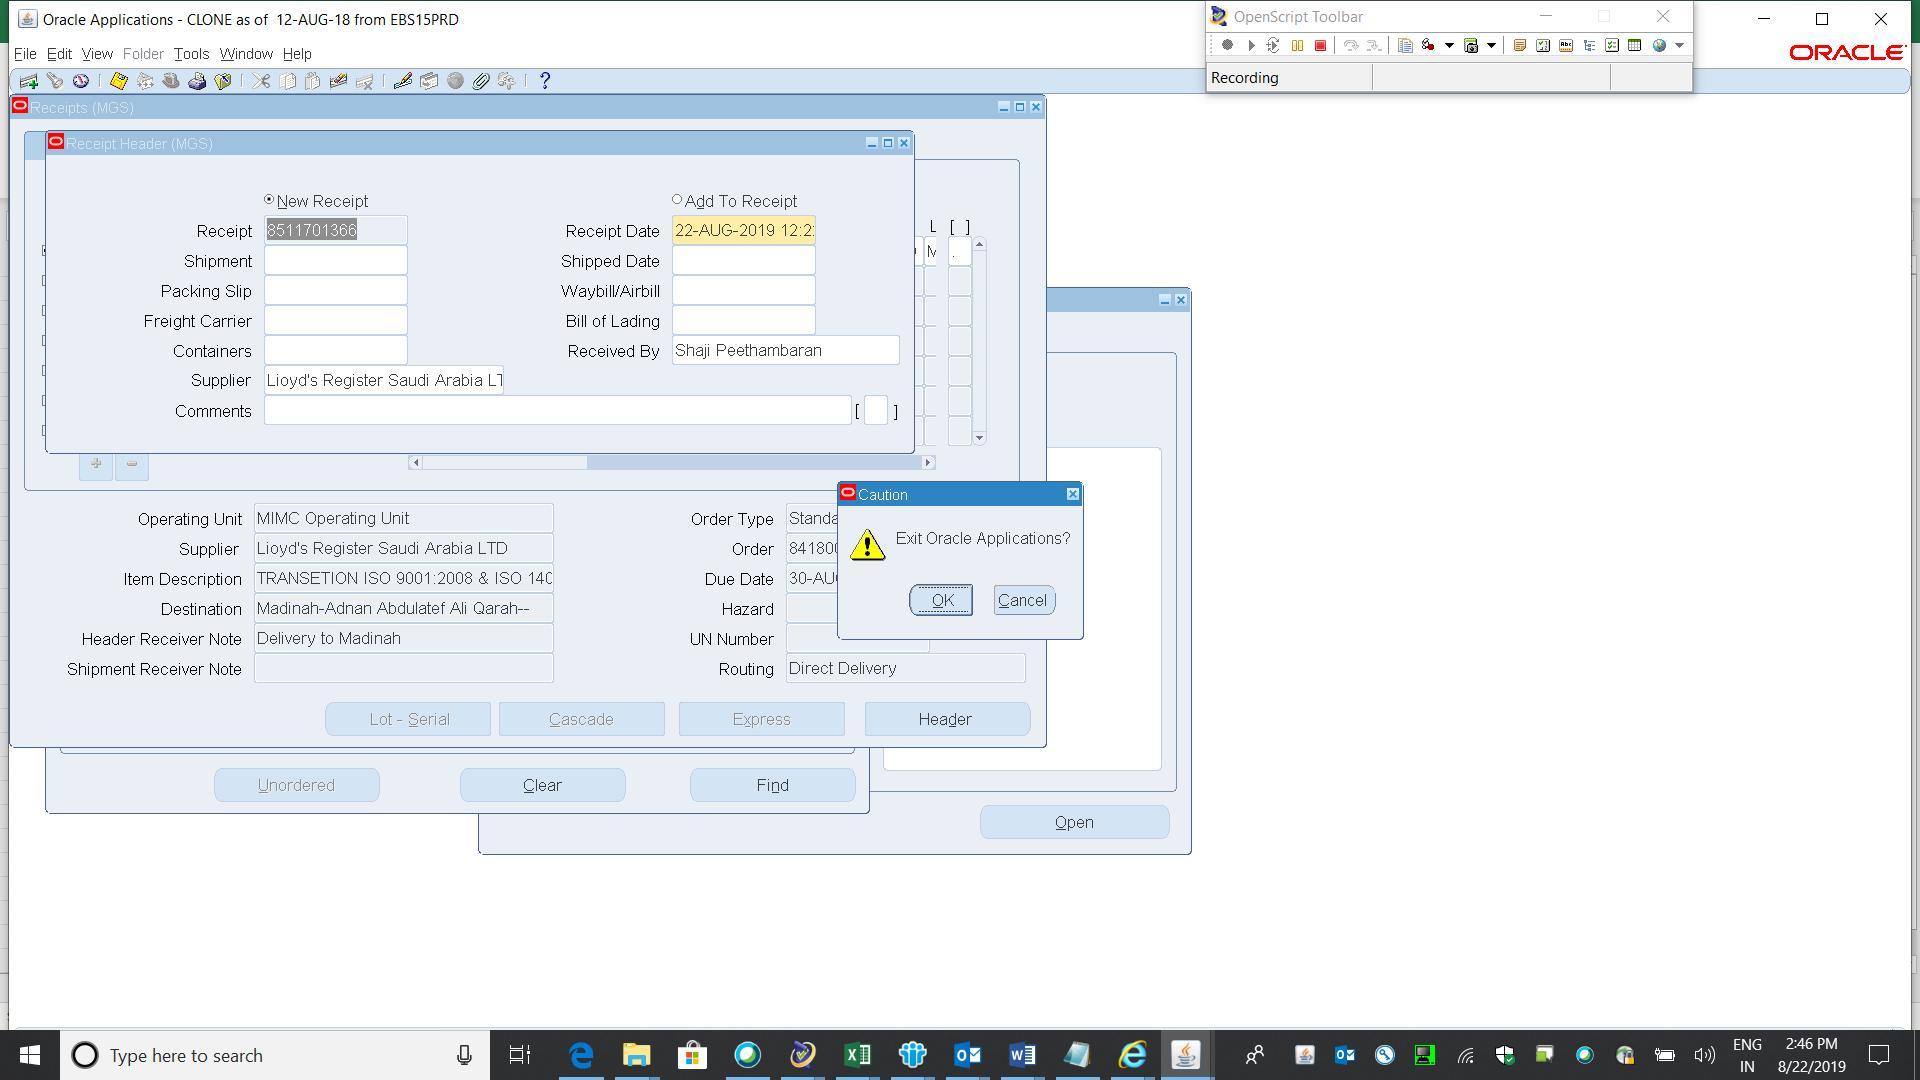 Oracle Applications - CLONE as of 12-AUG-18 from EBS15PRD
File Edit View Folder Tools Window Help
OpenScript Toolbar
Recording
ORACLE
Receipts (MGS)
Receipt Header (MGS)
New Receipt
Add To Receipt
Receipt 8511701366
Receipt Date 22-AUG-2019 12:2
Shipment
Shipped Date
Packing Slip
Waybill/Airbill
Freight Carrier
Bill of Lading
Containers
Received By Shaji Peethambaran
Supplier Lioyd's Register Saudi Arabia LT
Comments
[ ]
L [ ]
M .
Operating Unit MIMC Operating Unit
Order Type Standa
Supplier Lioyd's Register Saudi Arabia LTD
Order 84180
Item Description TRANSETION ISO 9001:2008 & ISO 140
Due Date 30-AU
Destination Madinah-Adnan Abdulatef Ali Qarah--
Hazard
Header Receiver Note Delivery to Madinah
UN Number
Shipment Receiver Note
Routing Direct Delivery
Lot - Serial Cascade Express Header
Caution
Exit Oracle Applications?
OK Cancel
Unordered Clear Find
Open
Type here to search
ENG
IN
2:46 PM
8/22/2019